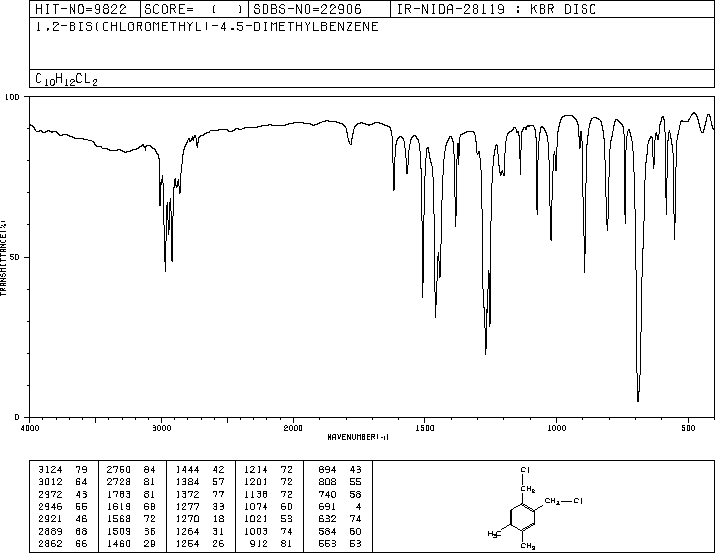 HIT-NO=9822 SCORE= ( ) SDBS-NO=22906 IR-NIDA-28119 : KBR DISC
1,2-BIS(CHLOROMETHYL)-4,5-DIMETHYLBENZENE
C10H12CL2
100
50
0
TRANSMITTANCE(%)
4000 3000 2000 1500 1000 500
WAVENUMBER(-1)
3124 79 2760 84 1444 42 1214 72 894 43
3012 64 2728 81 1384 57 1201 72 808 55
2972 43 1783 81 1372 77 1138 72 740 58
2946 55 1619 68 1277 33 1074 60 691 4
2921 46 1568 72 1270 18 1021 53 632 74
2889 68 1509 36 1264 31 1003 74 584 60
2862 66 1460 29 1254 26 912 81 553 53
Cl
CH2
CH2 Cl
H3C
CH3